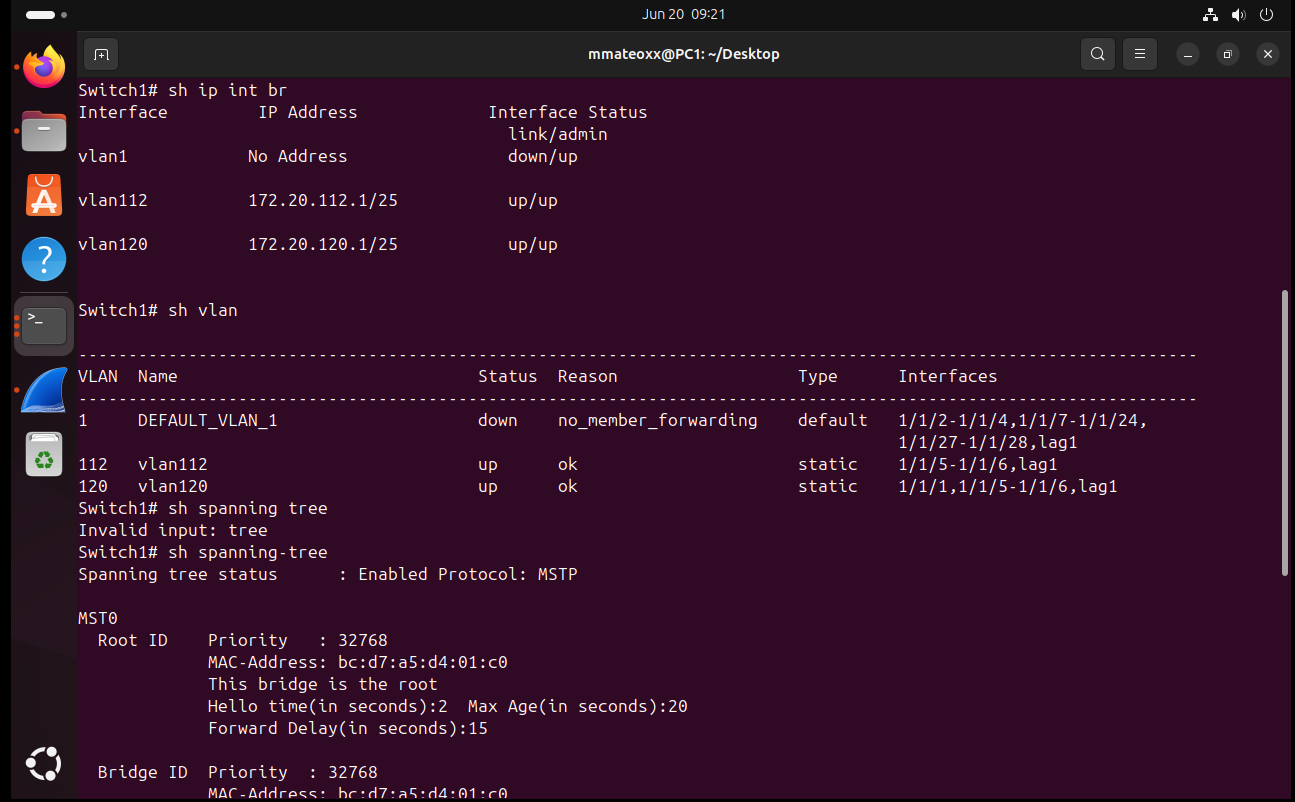 Jun 20 09:21
mmateoxx@PC1: ~/Desktop
Switch1# sh ip int br
Interface IP Address Interface Status
link/admin
vlan1 No Address down/up
vlan112 172.20.112.1/25 up/up
vlan120 172.20.120.1/25 up/up
Switch1# sh vlan
----------------------------------------------------------------------------------------------------------------
VLAN Name Status Reason Type Interfaces
----------------------------------------------------------------------------------------------------------------
1 DEFAULT_VLAN_1 down no_member_forwarding default 1/1/2-1/1/4,1/1/7-1/1/24,
1/1/27-1/1/28,lag1
112 vlan112 up ok static 1/1/5-1/1/6,lag1
120 vlan120 up ok static 1/1/1,1/1/5-1/1/6,lag1
Switch1# sh spanning tree
Invalid input: tree
Switch1# sh spanning-tree
Spanning tree status : Enabled Protocol: MSTP
MST0
Root ID Priority : 32768
MAC-Address: bc:d7:a5:d4:01:c0
This bridge is the root
Hello time(in seconds):2 Max Age(in seconds):20
Forward Delay(in seconds):15
Bridge ID Priority : 32768
MAC-Address: bc:d7:a5:d4:01:c0